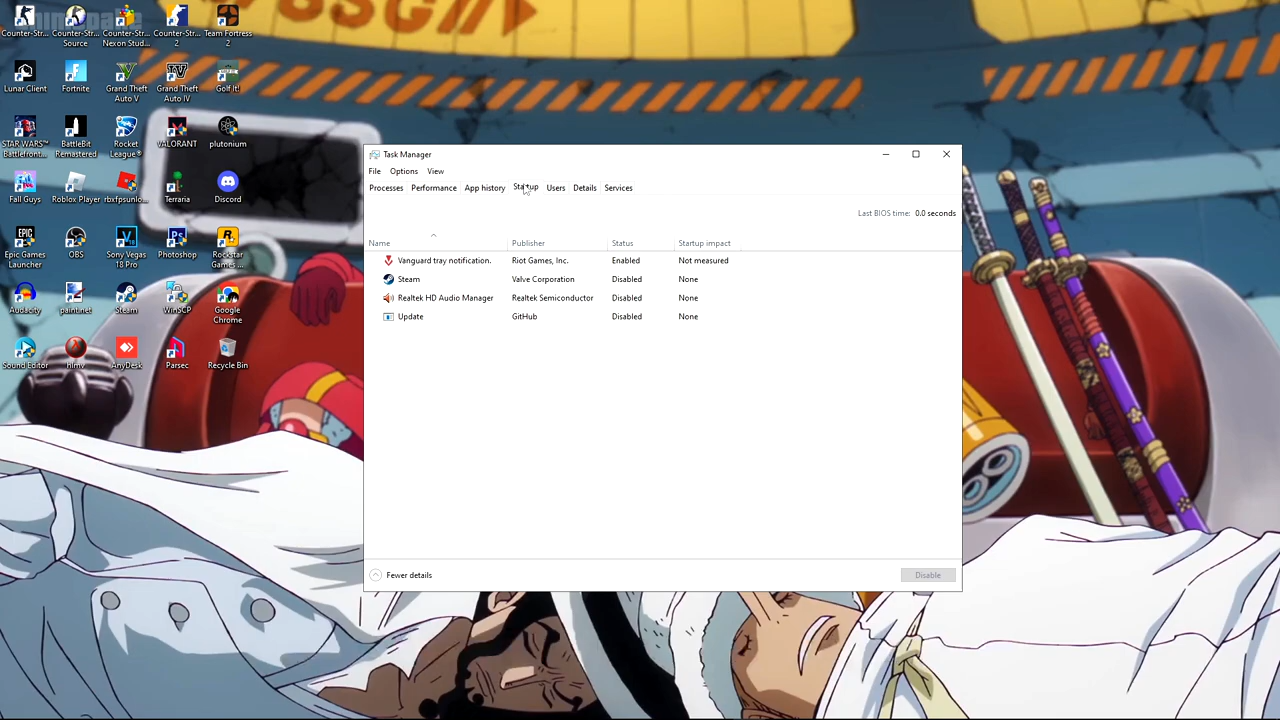 Counter-Str...
Counter-Str... Source
Counter-Str... Nexon Stud...
Counter-Str... 2
Team Fortress 2
Lunar Client
Fortnite
Grand Theft Auto V
Grand Theft Auto IV
Golf It!
STAR WARS™ Battlefront...
BattleBit Remastered
Rocket League®
VALORANT
plutonium
Fall Guys
Roblox Player
rbxfpsunlo...
Terraria
Discord
Epic Games Launcher
OBS
Sony Vegas 18 Pro
Photoshop
Rockstar Games ...
Audacity
paintinet
Steam
WinSCP
Google Chrome
Sound Editor
hlmv
AnyDesk
Parsec
Recycle Bin
Task Manager
File Options View
Processes Performance App history Startup Users Details Services
Last BIOS time: 0.0 seconds
Name Publisher Status Startup impact
Vanguard tray notification. Riot Games, Inc. Enabled Not measured
Steam Valve Corporation Disabled None
Realtek HD Audio Manager Realtek Semiconductor Disabled None
Update GitHub Disabled None
Fewer details Disable